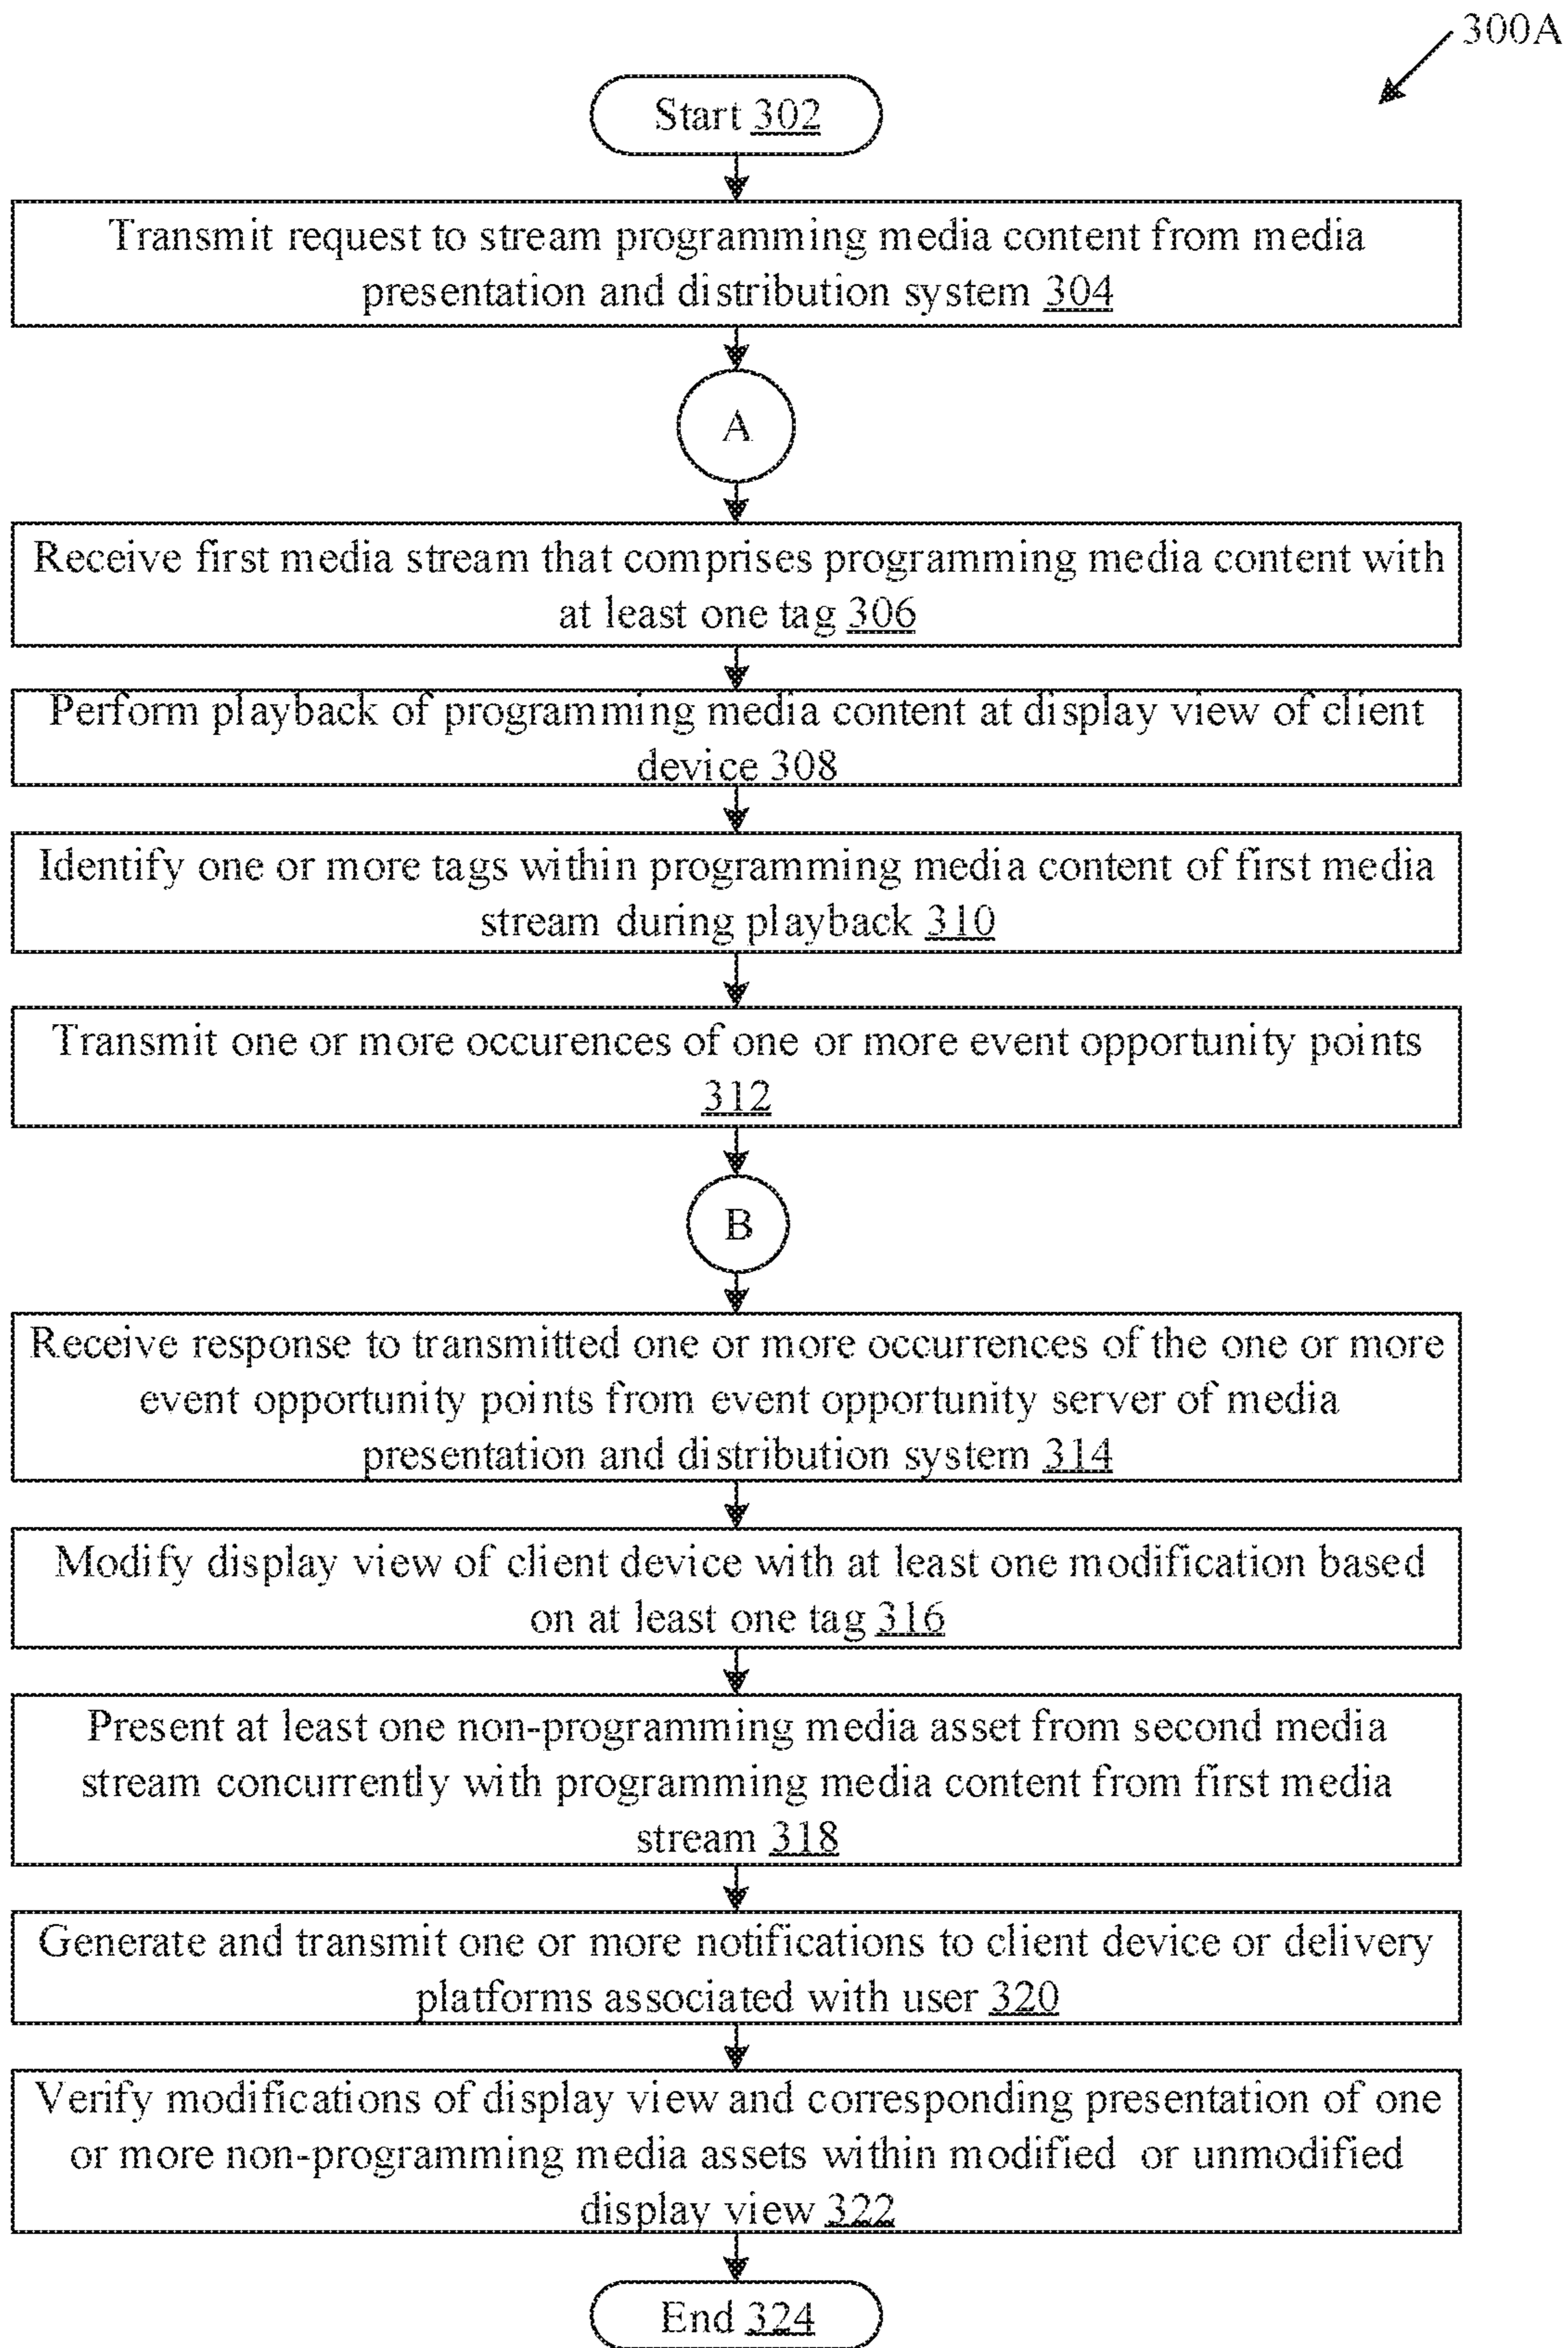 300A
Start 302
Transmit request to stream programming media content from media
presentation and distribution system 304
A
Receive first media stream that comprises programming media content with
at least one tag 306
Perform playback of programming media content at display view of client
device 308
Identify one or more tags within programming media content of first media
stream during playback 310
Transmit one or more occurences of one or more event opportunity points
312
B
Receive response to transmitted one or more occurrences of the one or more
event opportunity points from event opportunity server of media
presentation and distribution system 314
Modify display view of client device with at least one modification based
on at least one tag 316
Present at least one non-programming media asset from second media
stream concurrently with programming media content from first media
stream 318
Generate and transmit one or more notifications to client device or delivery
platforms associated with user 320
Verify modifications of display view and corresponding presentation of one
or more non-programming media assets within modified or unmodified
display view 322
End 324